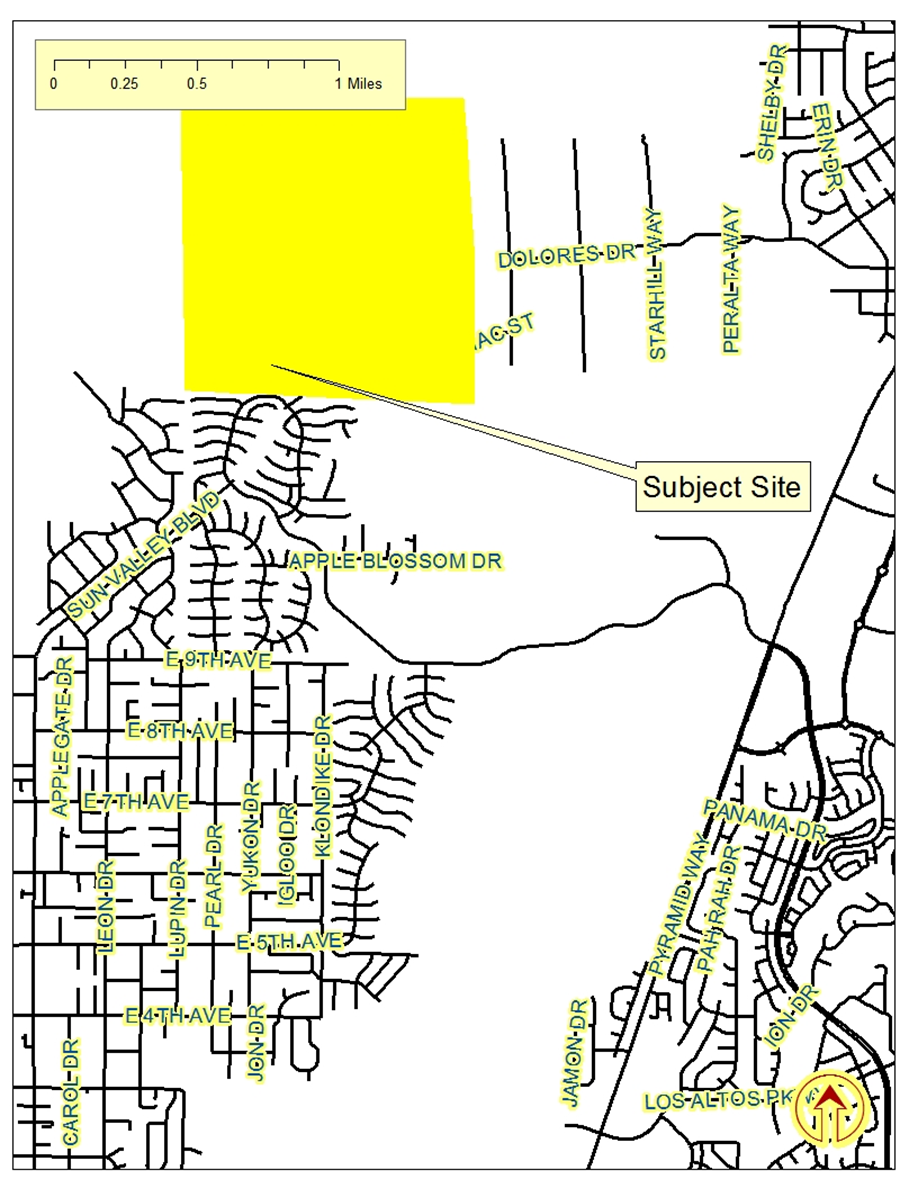 0 0.25 0.5 1 Miles
SHELBY DR
ERIN DR
DOLORES DR
STARHILL WAY
PERALTA WAY
AC ST
Subject Site
SUN VALLEY BLVD
APPLE BLOSSOM DR
E 9TH AVE
APPLEGATE DR
E 8TH AVE
KLONDIKE DR
E 7TH AVE
YUKON DR
IGLOO DR
PANAMA DR
PEARL DR
LEON DR
LUPIN DR
PYRAMID WAY
PAH RAH DR
E 5TH AVE
E 4TH AVE
JON DR
ION DR
JAMON DR
CAROL DR
LOS ALTOS PK